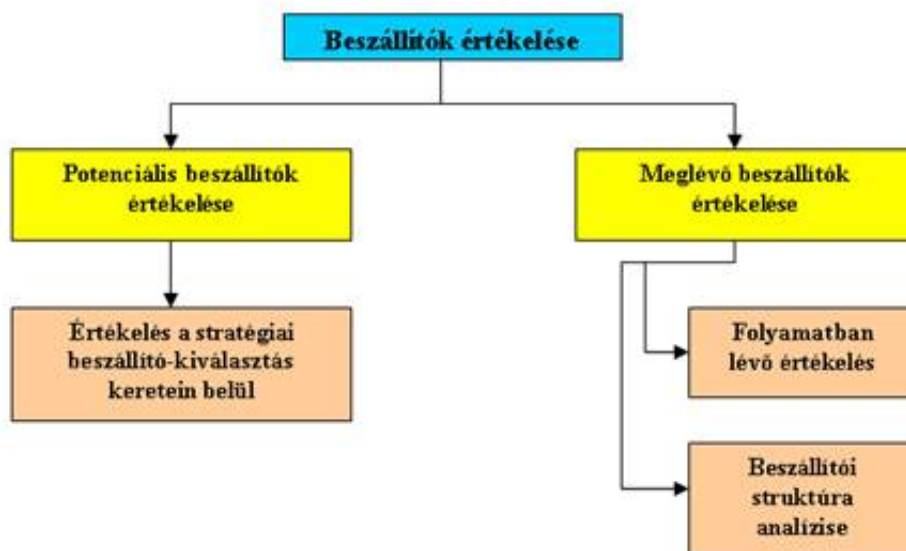 Beszállítók értékelése
Potenciális beszállítók
értékelése
Meglévő beszállítók
értékelése
Értékelés a stratégiai
beszállító-kiválasztás
keretein belül
Folyamatban
lévő értékelés
Beszállítói
struktúra
analízise